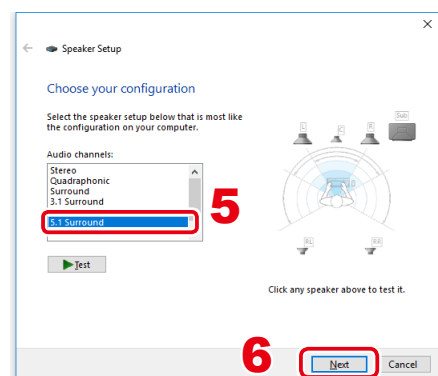 Speaker Setup
Choose your configuration
Select the speaker setup below that is most like
the configuration on your computer.
Audio channels:
Stereo
Quadraphonic
Surround
3.1 Surround
5.1 Surround
5
Test
L
C
R
Sub
RL
RR
Click any speaker above to test it.
6
Next
Cancel